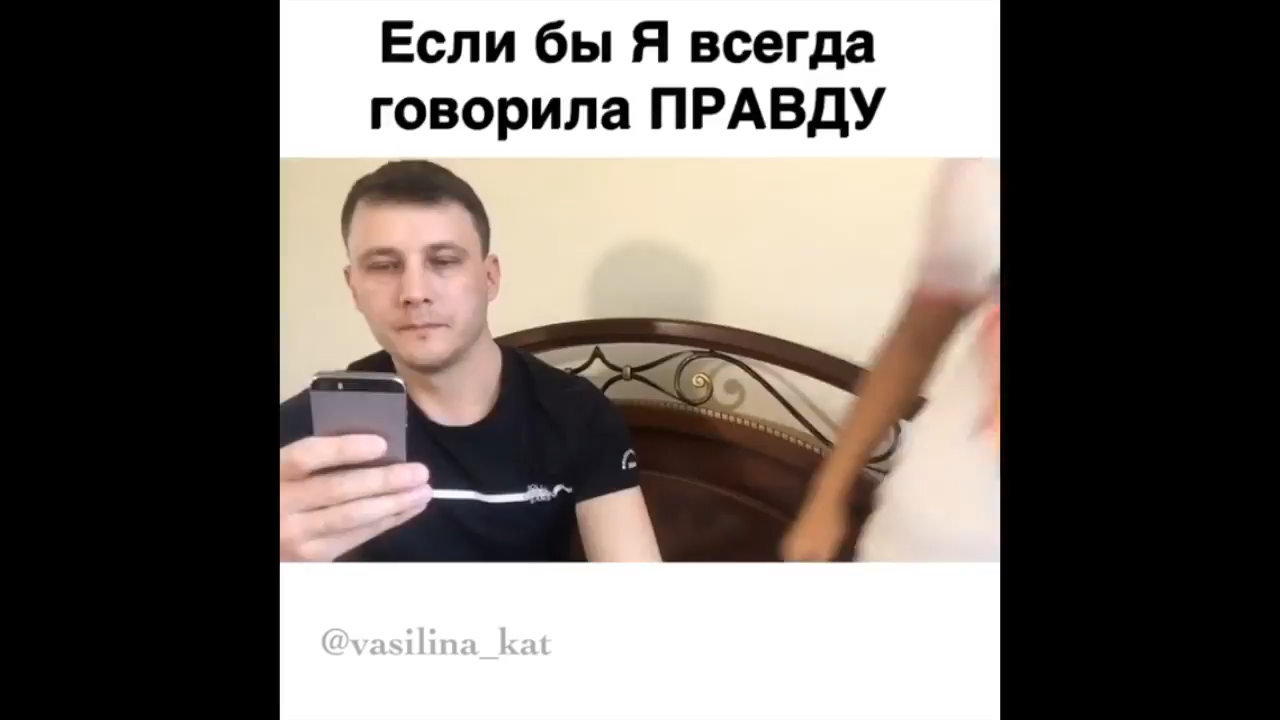 Если бы Я всегда
говорила ПРАВДУ
@vasilina_kat